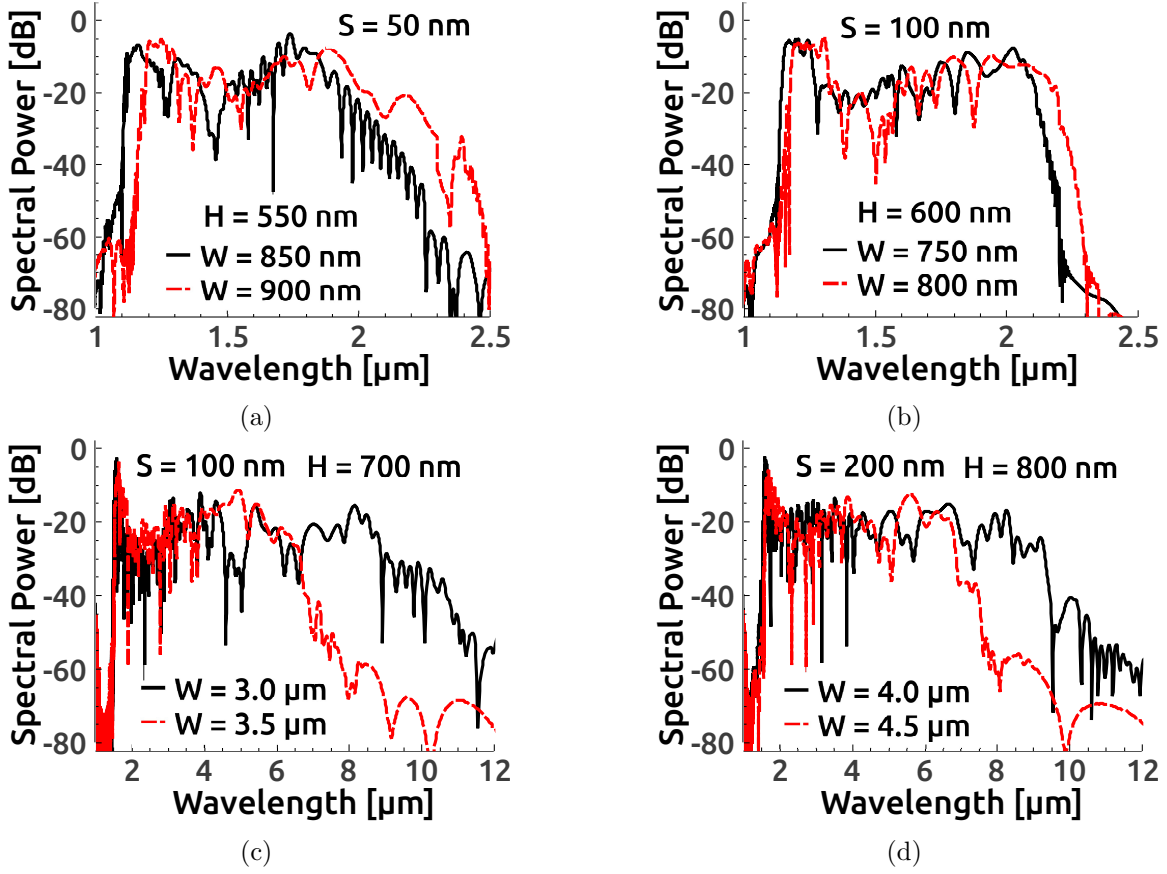 0
-20
-40
-60
-80
Spectral Power [dB]
S = 50 nm
H = 550 nm
W = 850 nm
W = 900 nm
1
1.5
2
2.5
Wavelength [μm]
(a)
0
-20
-40
-60
-80
Spectral Power [dB]
S = 100 nm
H = 600 nm
W = 750 nm
W = 800 nm
1
1.5
2
2.5
Wavelength [μm]
(b)
0
-20
-40
-60
-80
Spectral Power [dB]
S = 100 nm H = 700 nm
W = 3.0 μm
W = 3.5 μm
2 4 6 8 10 12
Wavelength [μm]
(c)
0
-20
-40
-60
-80
Spectral Power [dB]
S = 200 nm H = 800 nm
W = 4.0 μm
W = 4.5 μm
2 4 6 8 10 12
Wavelength [μm]
(d)